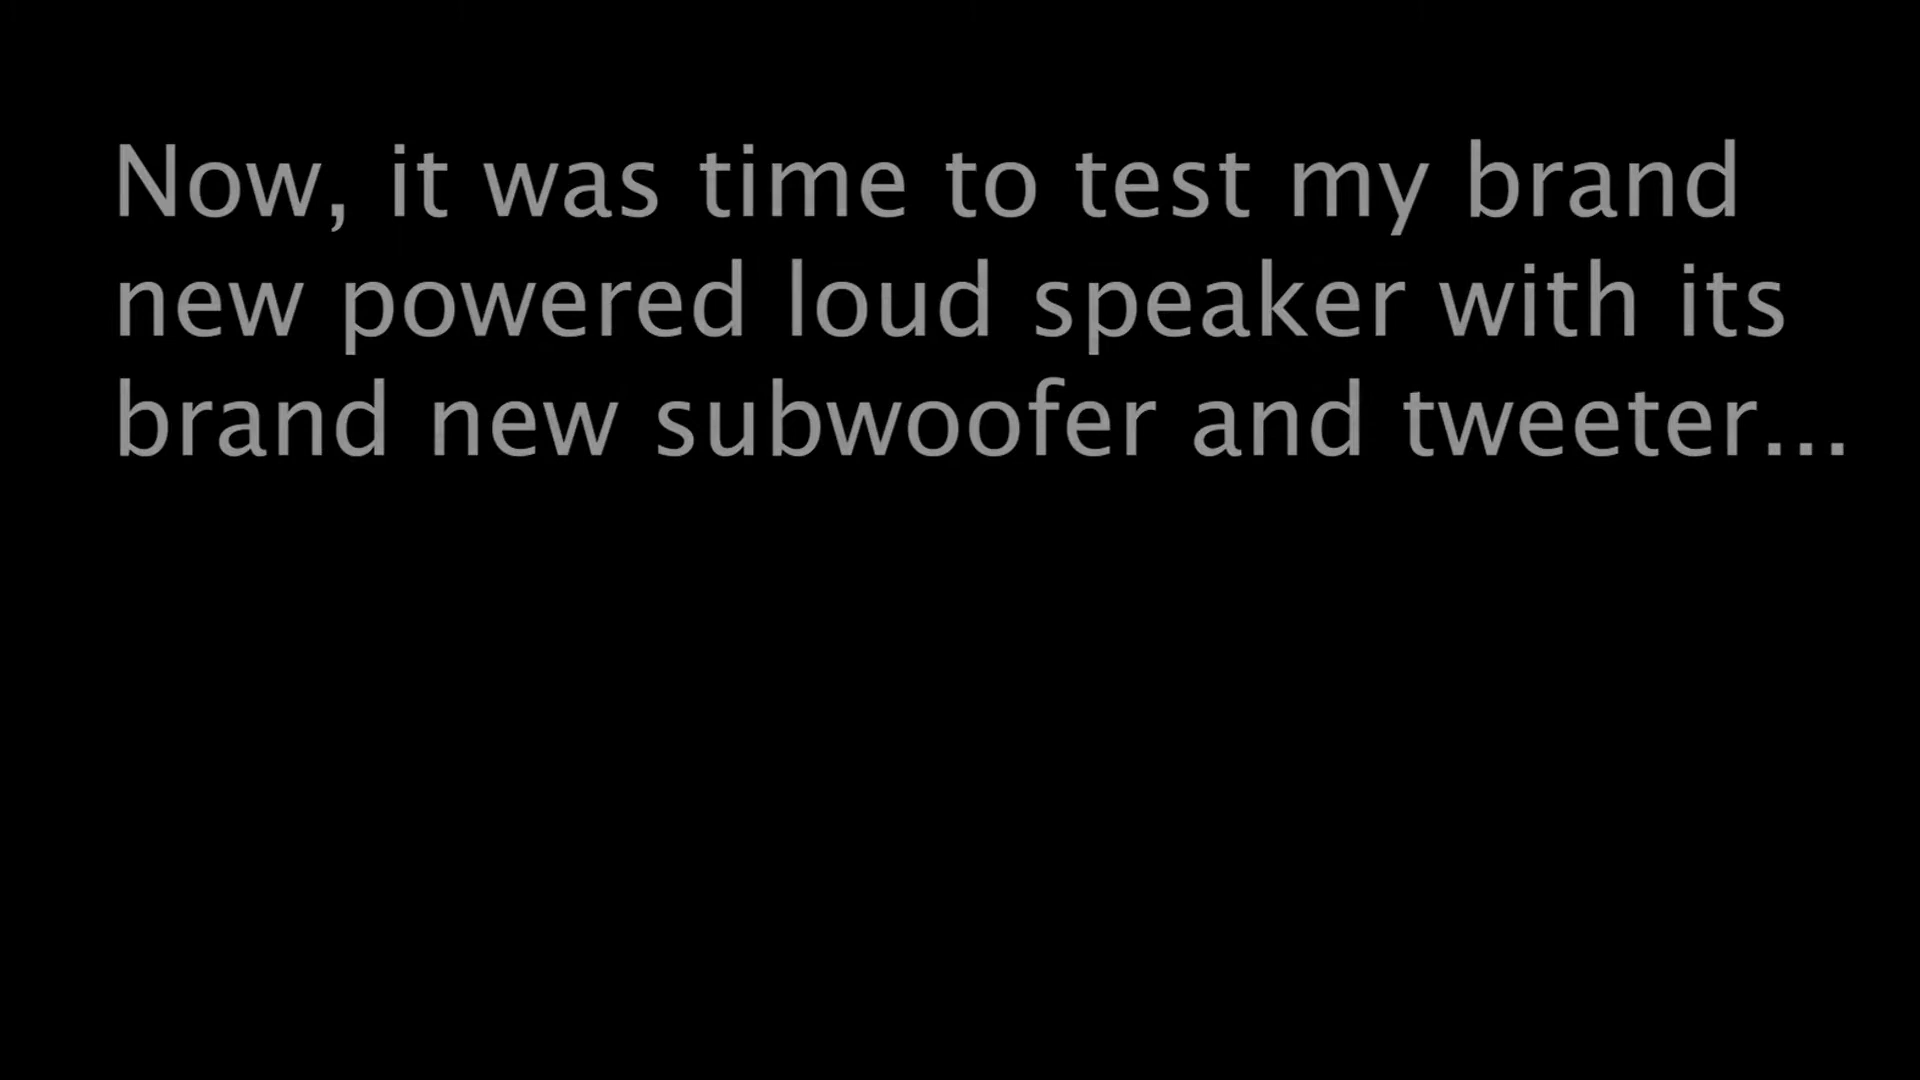 Now, it was time to test my brand
new powered loud speaker with its
brand new subwoofer and tweeter...